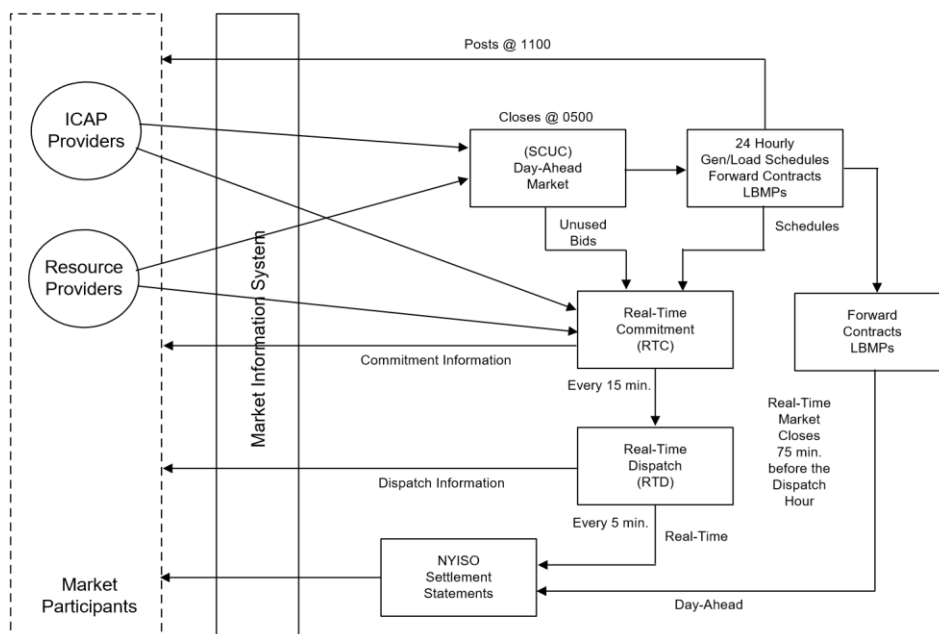 Posts @ 1100
ICAP
Providers
Closes @ 0500
(SCUC)
Day-Ahead
Market
24 Hourly
Gen/Load Schedules
Forward Contracts
LBMPs
Unused
Bids
Schedules
Resource
Providers
Market Information System
Real-Time
Commitment
(RTC)
Forward
Contracts
LBMPs
Commitment Information
Every 15 min.
Real-Time
Market
Closes
75 min.
before the
Dispatch
Hour
Real-Time
Dispatch
(RTD)
Dispatch Information
Every 5 min.
Real-Time
NYISO
Settlement
Statements
Market
Participants
Day-Ahead